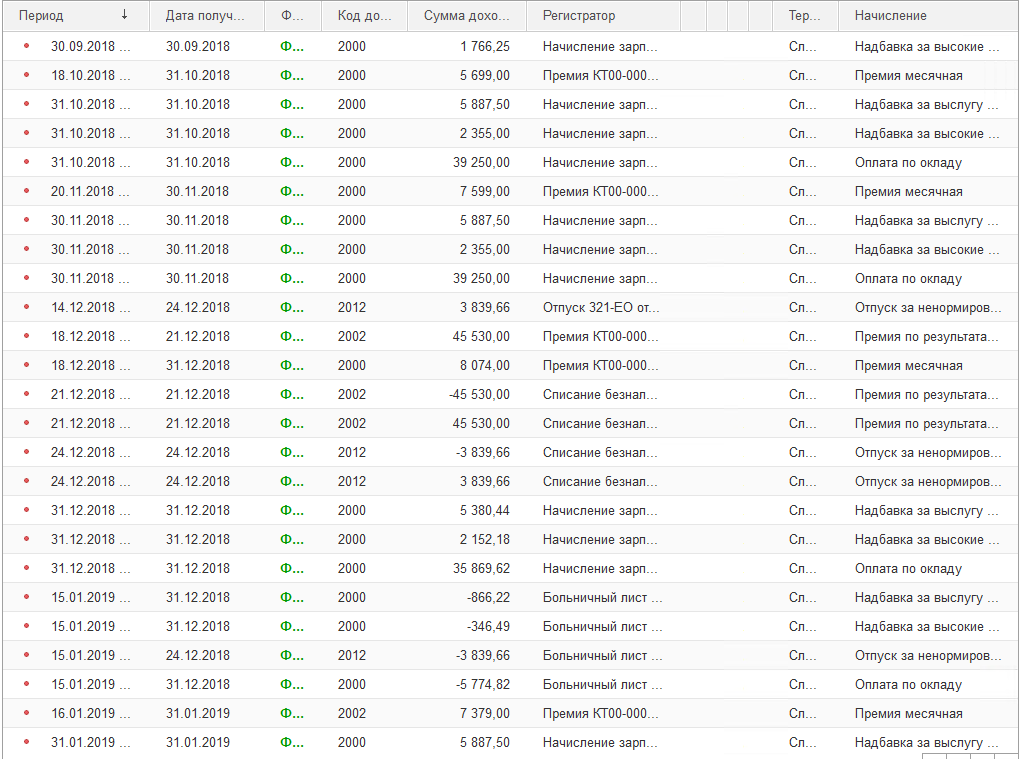 Период ↓ Дата получ... Ф... Код до... Сумма дохо... Регистратор Тер... Начисление
30.09.2018 ... 30.09.2018 Ф... 2000 1 766,25 Начисление зарп... Сл... Надбавка за высокие ...
18.10.2018 ... 31.10.2018 Ф... 2000 5 699,00 Премия КТ00-000... Сл... Премия месячная
31.10.2018 ... 31.10.2018 Ф... 2000 5 887,50 Начисление зарп... Сл... Надбавка за выслугу ...
31.10.2018 ... 31.10.2018 Ф... 2000 2 355,00 Начисление зарп... Сл... Надбавка за высокие ...
31.10.2018 ... 31.10.2018 Ф... 2000 39 250,00 Начисление зарп... Сл... Оплата по окладу
20.11.2018 ... 30.11.2018 Ф... 2000 7 599,00 Премия КТ00-000... Сл... Премия месячная
30.11.2018 ... 30.11.2018 Ф... 2000 5 887,50 Начисление зарп... Сл... Надбавка за выслугу ...
30.11.2018 ... 30.11.2018 Ф... 2000 2 355,00 Начисление зарп... Сл... Надбавка за высокие ...
30.11.2018 ... 30.11.2018 Ф... 2000 39 250,00 Начисление зарп... Сл... Оплата по окладу
14.12.2018 ... 24.12.2018 Ф... 2012 3 839,66 Отпуск 321-ЕО от... Сл... Отпуск за ненормиров...
18.12.2018 ... 21.12.2018 Ф... 2002 45 530,00 Премия КТ00-000... Сл... Премия по результата...
18.12.2018 ... 31.12.2018 Ф... 2000 8 074,00 Премия КТ00-000... Сл... Премия месячная
21.12.2018 ... 21.12.2018 Ф... 2002 -45 530,00 Списание безнал... Сл... Премия по результата...
21.12.2018 ... 21.12.2018 Ф... 2002 45 530,00 Списание безнал... Сл... Премия по результата...
24.12.2018 ... 24.12.2018 Ф... 2012 -3 839,66 Списание безнал... Сл... Отпуск за ненормиров...
24.12.2018 ... 24.12.2018 Ф... 2012 3 839,66 Списание безнал... Сл... Отпуск за ненормиров...
31.12.2018 ... 31.12.2018 Ф... 2000 5 380,44 Начисление зарп... Сл... Надбавка за выслугу ...
31.12.2018 ... 31.12.2018 Ф... 2000 2 152,18 Начисление зарп... Сл... Надбавка за высокие ...
31.12.2018 ... 31.12.2018 Ф... 2000 35 869,62 Начисление зарп... Сл... Оплата по окладу
15.01.2019 ... 31.12.2018 Ф... 2000 -866,22 Больничный лист ... Сл... Надбавка за выслугу ...
15.01.2019 ... 31.12.2018 Ф... 2000 -346,49 Больничный лист ... Сл... Надбавка за высокие ...
15.01.2019 ... 24.12.2018 Ф... 2012 -3 839,66 Больничный лист ... Сл... Отпуск за ненормиров...
15.01.2019 ... 31.12.2018 Ф... 2000 -5 774,82 Больничный лист ... Сл... Оплата по окладу
16.01.2019 ... 31.01.2019 Ф... 2002 7 379,00 Премия КТ00-000... Сл... Премия месячная
31.01.2019 ... 31.01.2019 Ф... 2000 5 887,50 Начисление зарп... Сл... Надбавка за выслугу ...